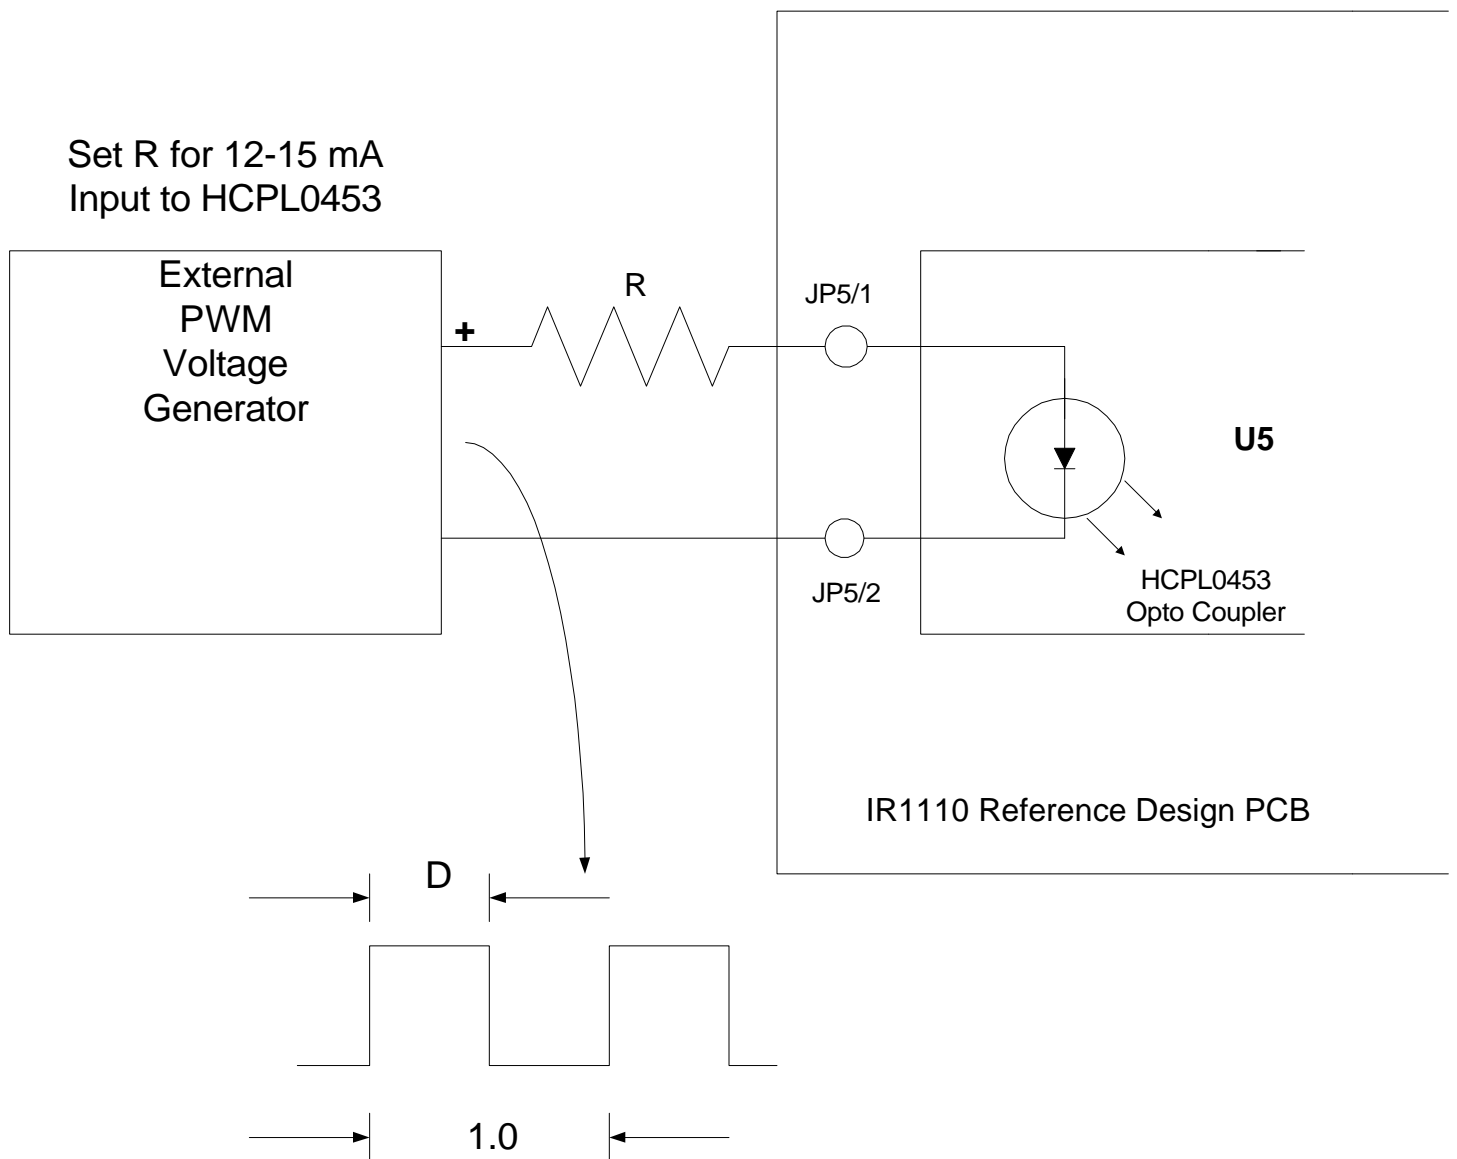 Set R for 12-15 mA
Input to HCPL0453
External
PWM
Voltage
Generator
+
R
JP5/1
U5
JP5/2
HCPL0453
Opto Coupler
IR1110 Reference Design PCB
D
1.0